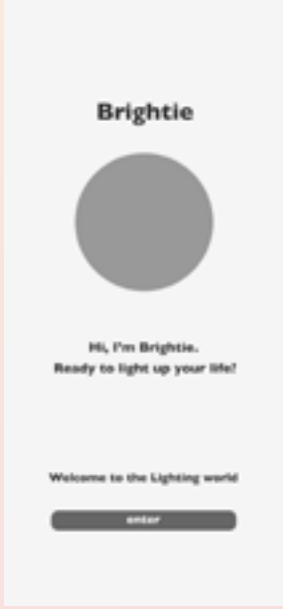 Brightie
Hi, I'm Brightie.
Ready to light up your life?
Welcome to the Lighting world
enter